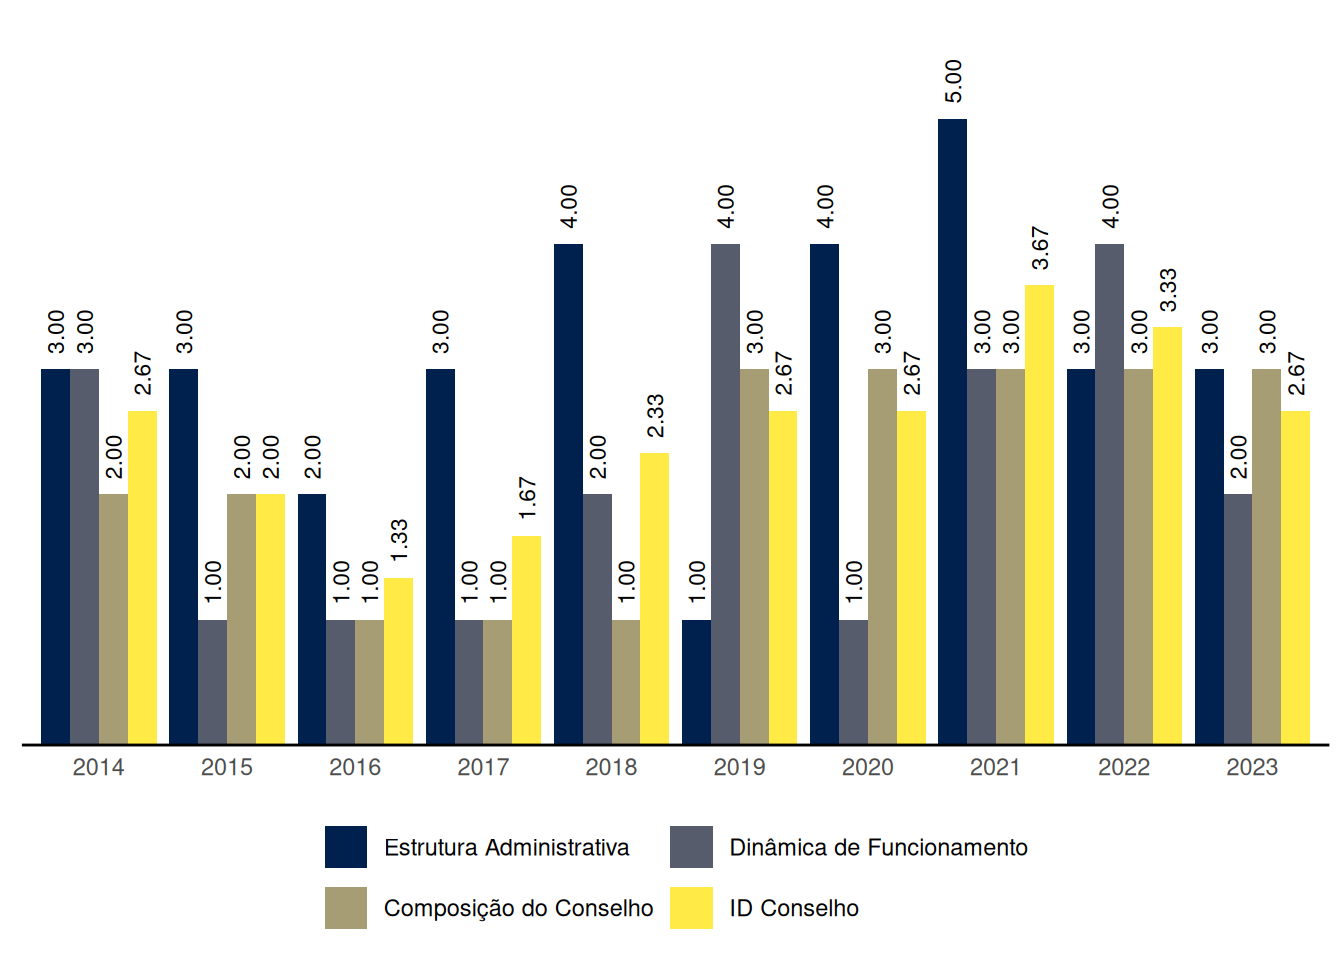 5.00
4.00 4.00 4.00 4.00
3.67
3.33
3.00 3.00 3.00 3.00 3.00 3.00 3.00 3.00 3.00 3.00 3.00 3.00
2.67 2.67 2.67 2.67
2.33
2.00 2.00 2.00 2.00 2.00 2.00
1.67
1.33
1.00 1.00 1.00 1.00 1.00 1.00 1.00 1.00
2014 2015 2016 2017 2018 2019 2020 2021 2022 2023
Estrutura Administrativa Dinâmica de Funcionamento
Composição do Conselho ID Conselho